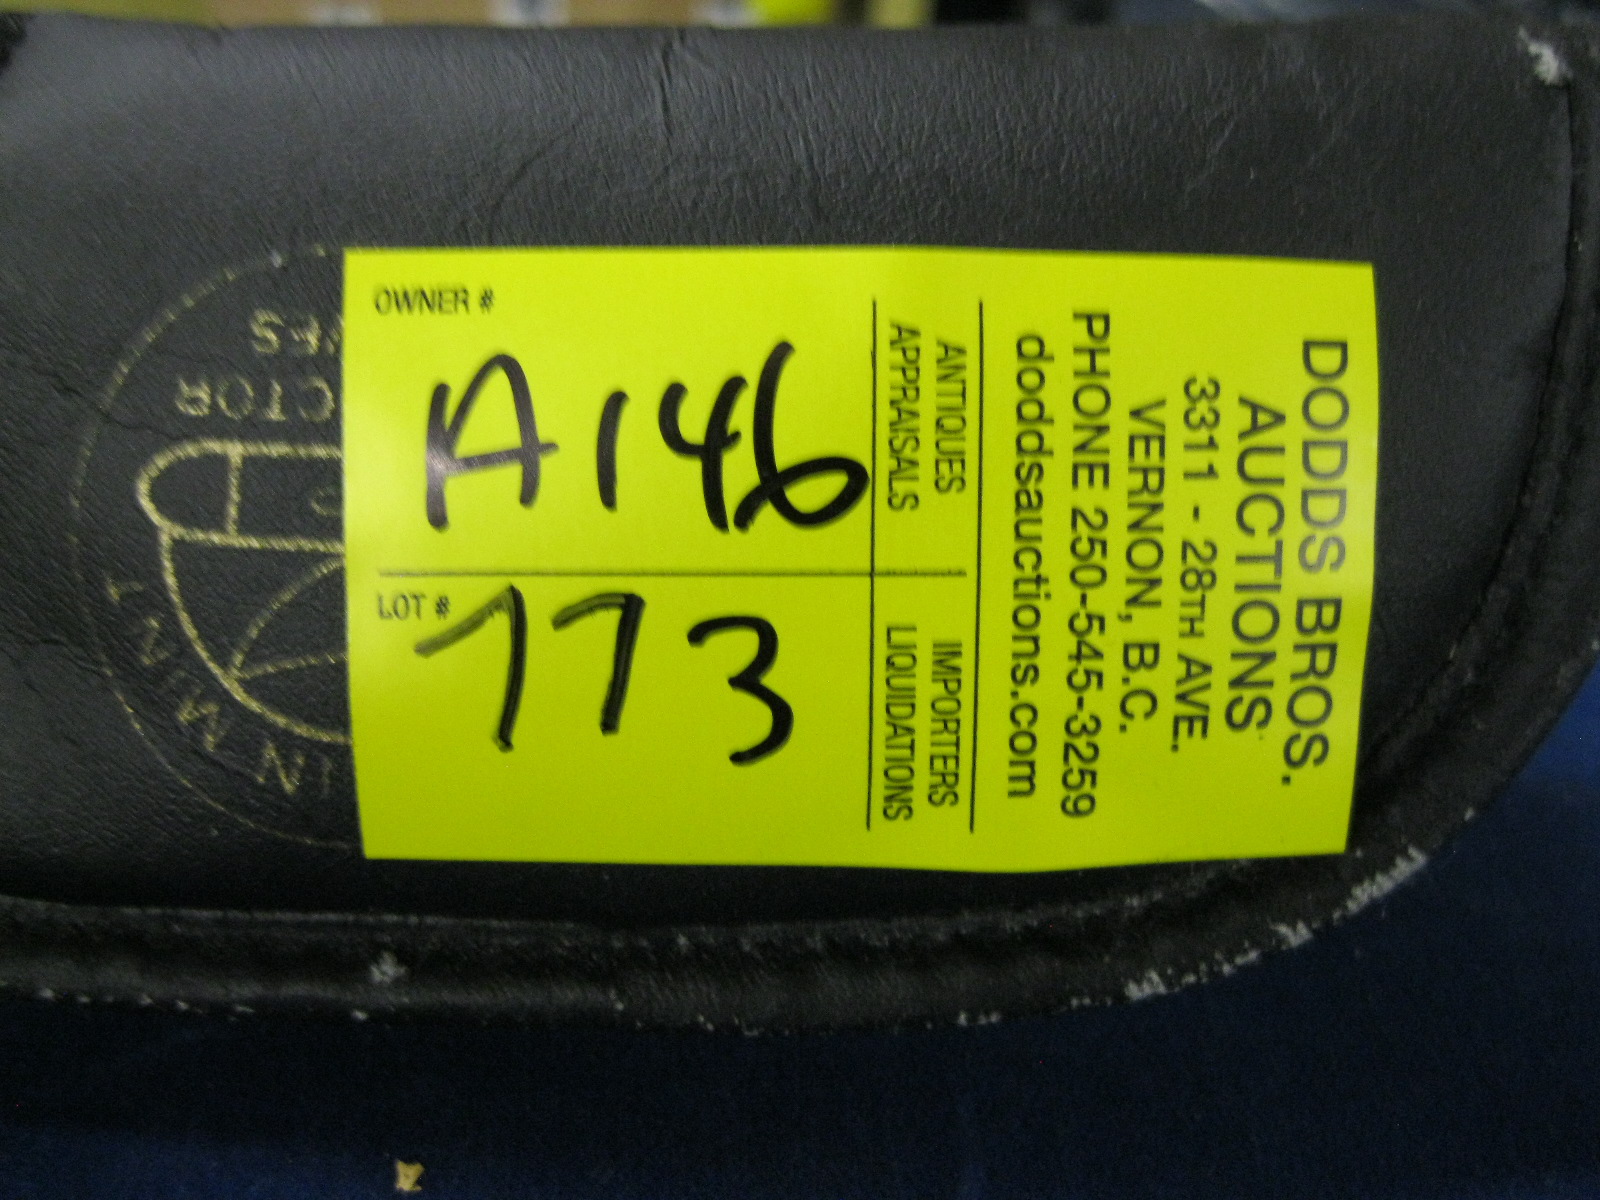 DODDS BROS.
AUCTIONS
3311 - 28TH AVE.
VERNON, B.C.
PHONE 250-545-3259
doddsauctions.com
ANTIQUES IMPORTERS
APPRAISALS LIQUIDATIONS
OWNER #
A146
LOT #
773